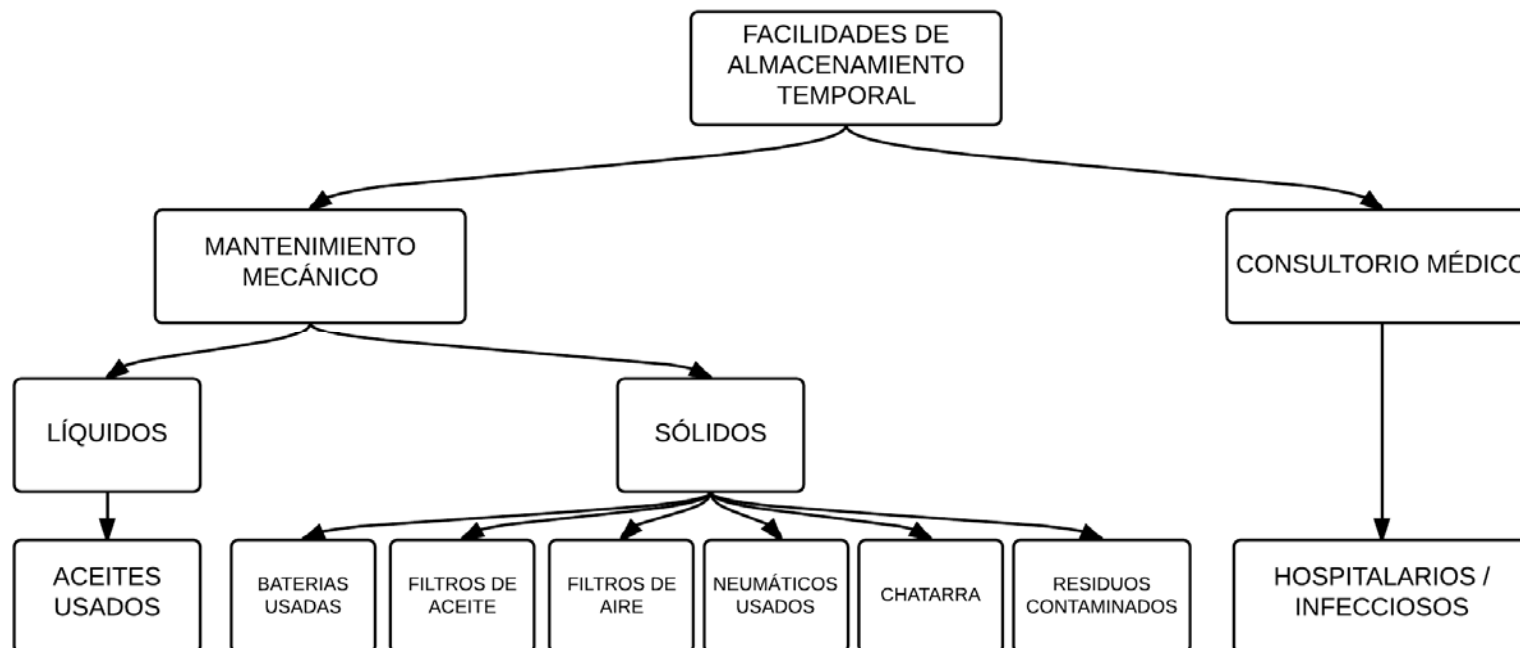 FACILIDADES DE
ALMACENAMIENTO
TEMPORAL
MANTENIMIENTO
MECÁNICO
CONSULTORIO MÉDICO
LÍQUIDOS
SÓLIDOS
ACEITES
USADOS
BATERIAS
USADAS
FILTROS DE
ACEITE
FILTROS DE
AIRE
NEUMÁTICOS
USADOS
CHATARRA
RESIDUOS
CONTAMINADOS
HOSPITALARIOS /
INFECCIOSOS